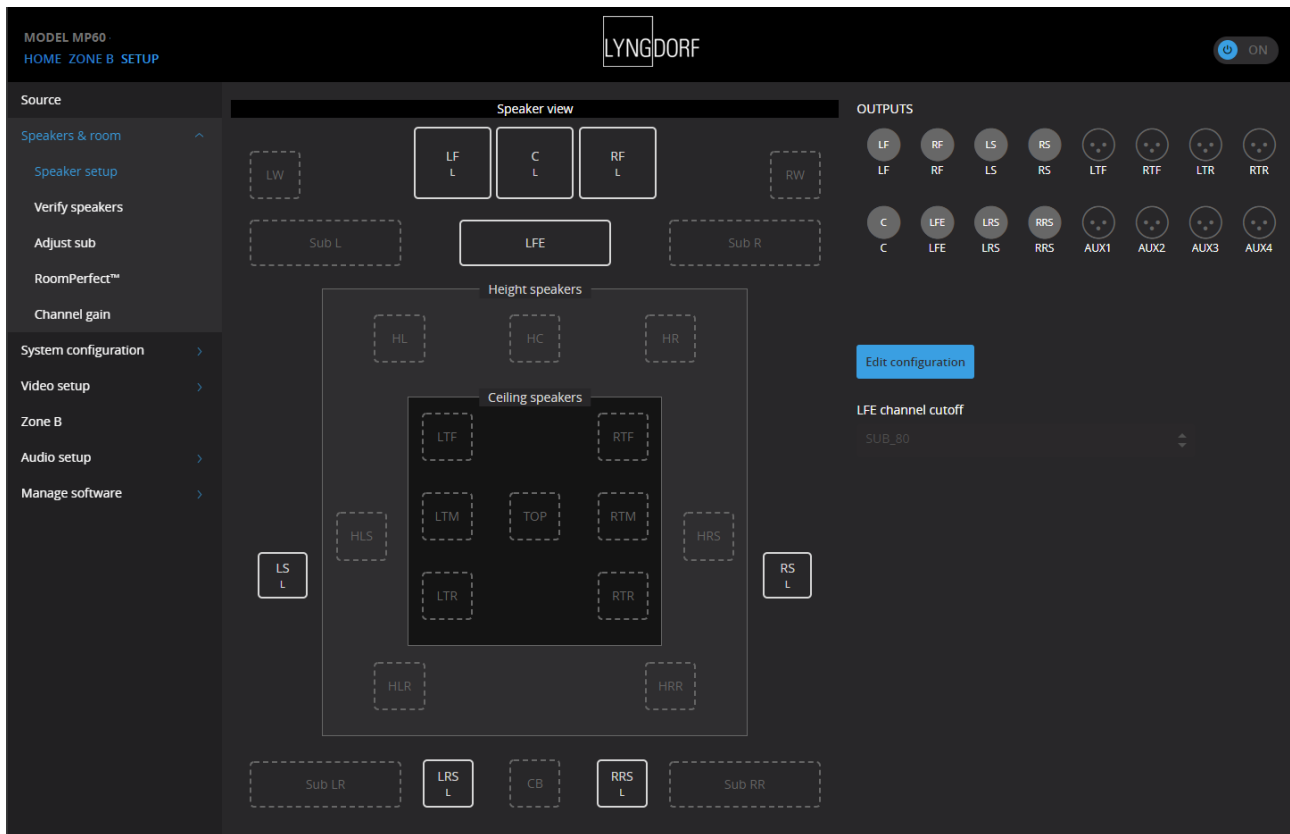 MODEL MP60
HOME ZONE B SETUP
LYNGDORF
ON
Source
Speakers & room
Speaker setup
Verify speakers
Adjust sub
RoomPerfect™
Channel gain
System configuration
Video setup
Zone B
Audio setup
Manage software
Speaker view
LW
LF
L
C
L
RF
L
RW
Sub L
LFE
Sub R
Height speakers
HL
HC
HR
Ceiling speakers
LTF
RTF
LTM
TOP
RTM
HLS
HRS
LS
L
RS
L
LTR
RTR
HLR
HRR
Sub LR
LRS
L
CB
RRS
L
Sub RR
OUTPUTS
LF RF LS RS
LF RF LS RS LTF RTF LTR RTR
C LFE LRS RRS
C LFE LRS RRS AUX1 AUX2 AUX3 AUX4
Edit configuration
LFE channel cutoff
SUB_80